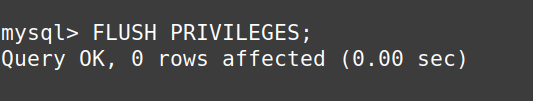 mysql> FLUSH PRIVILEGES;
Query OK, 0 rows affected (0.00 sec)